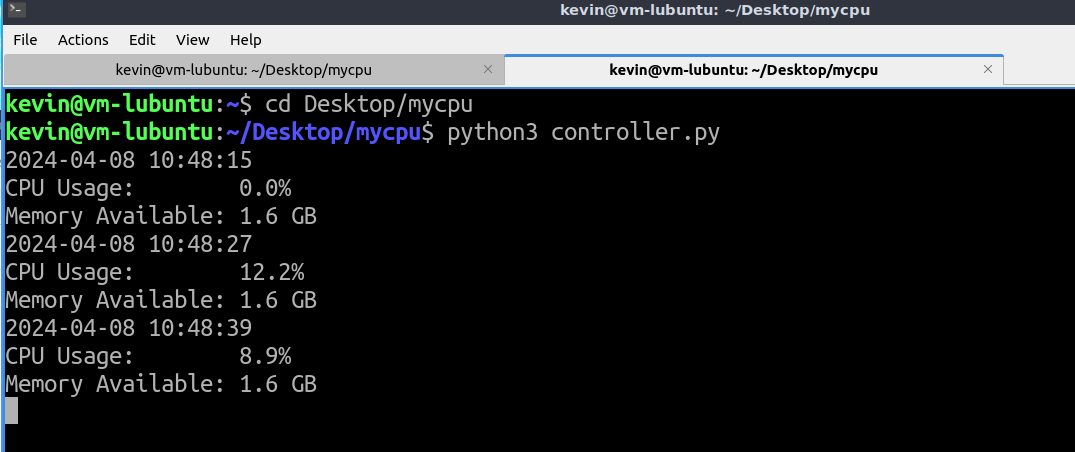 kevin@vm-lubuntu: ~/Desktop/mycpu
File Actions Edit View Help
kevin@vm-lubuntu: ~/Desktop/mycpu kevin@vm-lubuntu: ~/Desktop/mycpu
kevin@vm-lubuntu:~$ cd Desktop/mycpu
kevin@vm-lubuntu:~/Desktop/mycpu$ python3 controller.py
2024-04-08 10:48:15
CPU Usage:        0.0%
Memory Available: 1.6 GB
2024-04-08 10:48:27
CPU Usage:        12.2%
Memory Available: 1.6 GB
2024-04-08 10:48:39
CPU Usage:        8.9%
Memory Available: 1.6 GB